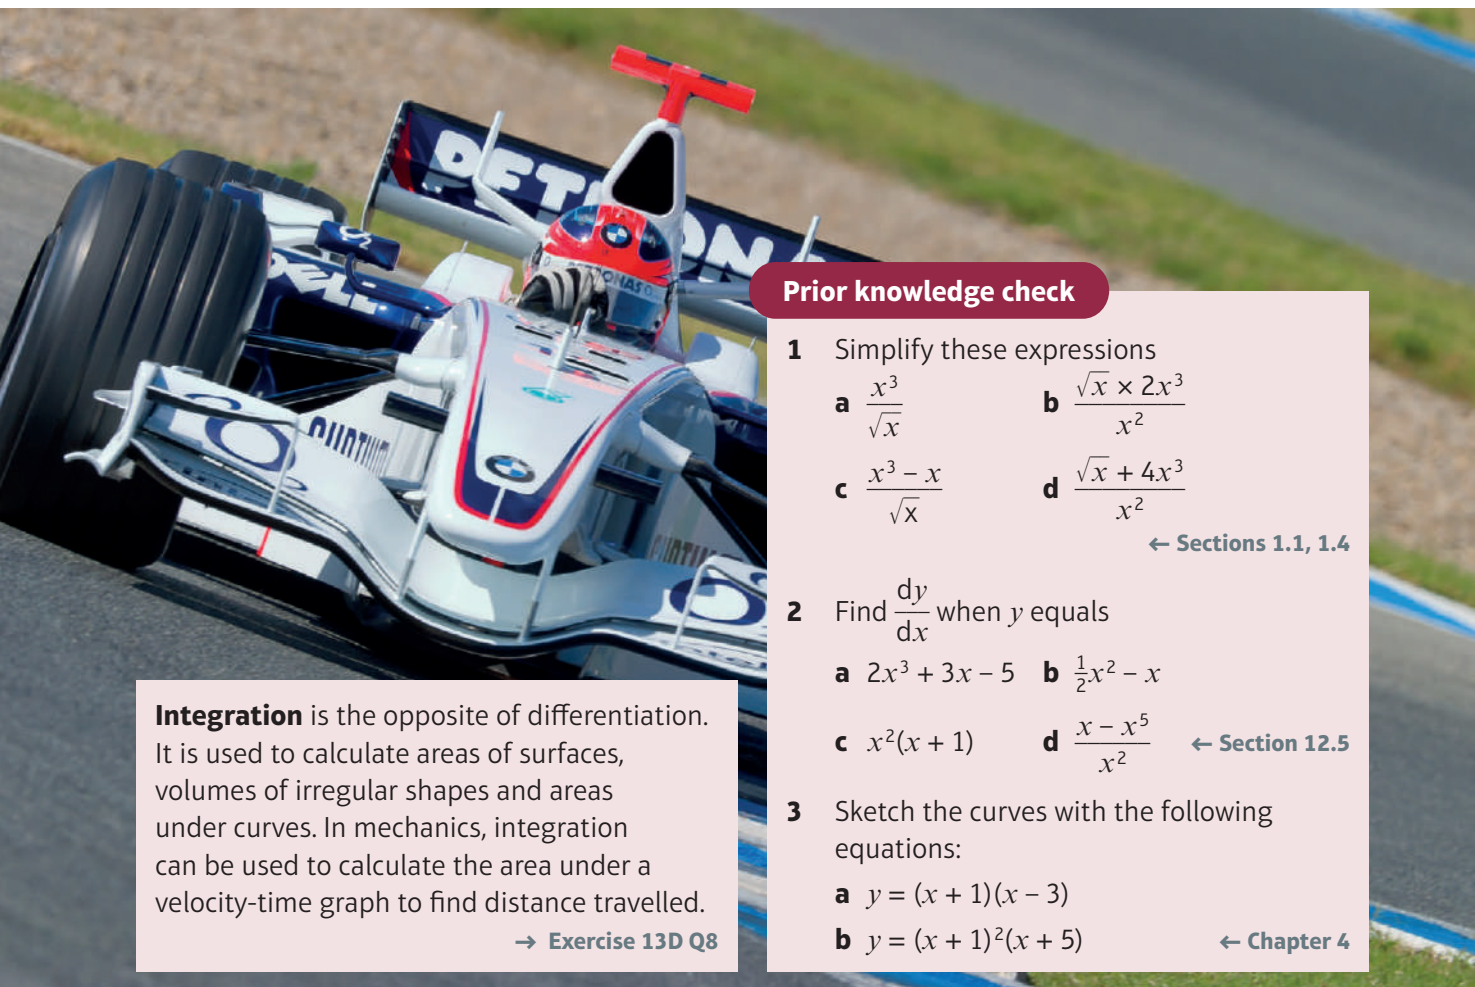 PETRONAS
DELL
PETRONAS
Prior knowledge check
1 Simplify these expressions
a x³/√x b (√x × 2x³)/x²
c (x³ − x)/√x d (√x + 4x³)/x²
← Sections 1.1, 1.4
2 Find dy/dx when y equals
a 2x³ + 3x − 5 b ½x² − x
c x²(x + 1) d (x − x⁵)/x² ← Section 12.5
3 Sketch the curves with the following
equations:
a y = (x + 1)(x − 3)
b y = (x + 1)²(x + 5) ← Chapter 4
Integration is the opposite of differentiation.
It is used to calculate areas of surfaces,
volumes of irregular shapes and areas
under curves. In mechanics, integration
can be used to calculate the area under a
velocity-time graph to find distance travelled.
→ Exercise 13D Q8